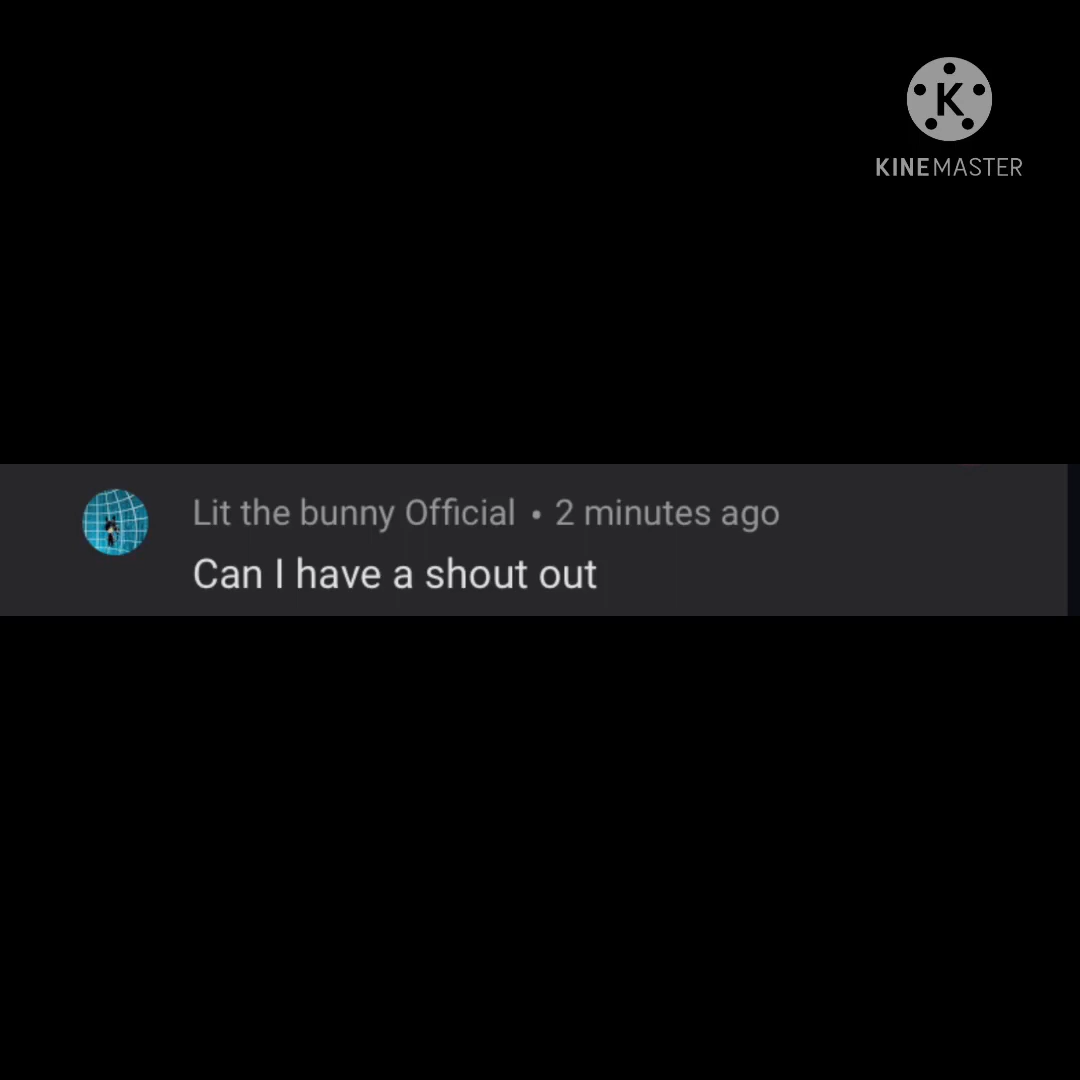 K
KINEMASTER
Lit the bunny Official • 2 minutes ago
Can I have a shout out